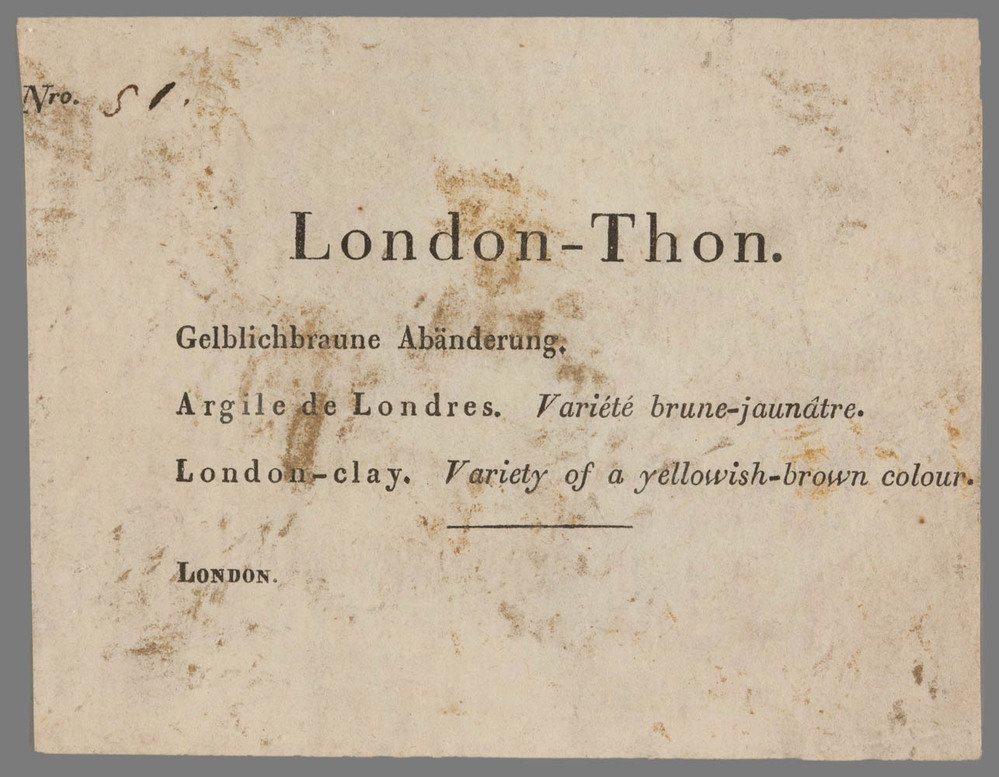 Nro. 51.
London-Thon.
Gelblichbraune Abänderung.
Argile de Londres. Variété brune-jaunâtre.
London-clay. Variety of a yellowish-brown colour.
London.